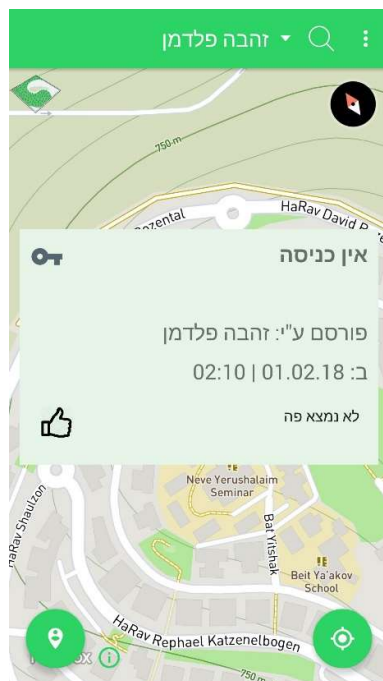 זהבה פלדמן
750 m
HaRav David
אין כניסה
פורסם ע"י: זהבה פלדמן
ב: 01.02.18 | 02:10
לא נמצא פה
Neve Yerushalaim
Seminar
HaRav Shaulzon
Bat Yitshak
Beit Ya'akov
School
HaRav Rephael Katzenelbogen
750 m